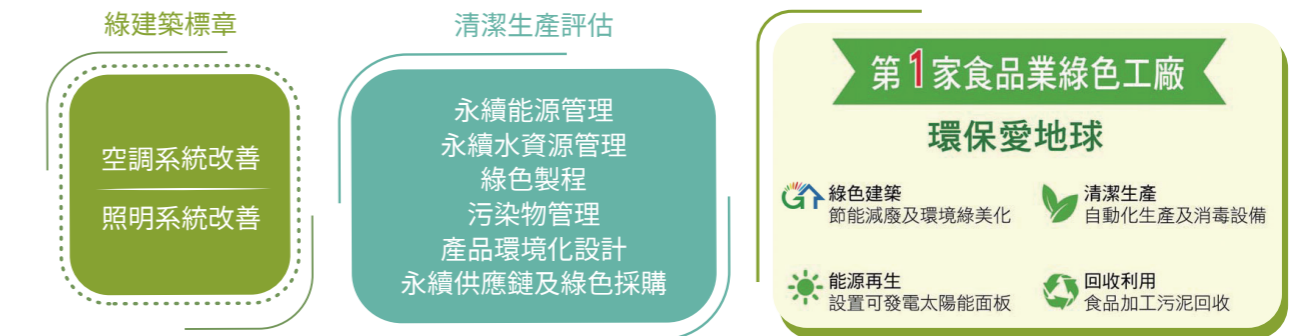 綠建築標章
空調系統改善
照明系統改善
清潔生產評估
永續能源管理
永續水資源管理
綠色製程
污染物管理
產品環境化設計
永續供應鏈及綠色採購
第1家食品業綠色工廠
環保愛地球
綠色建築
節能減廢及環境綠美化
清潔生產
自動化生產及消毒設備
能源再生
設置可發電太陽能面板
回收利用
食品加工污泥回收